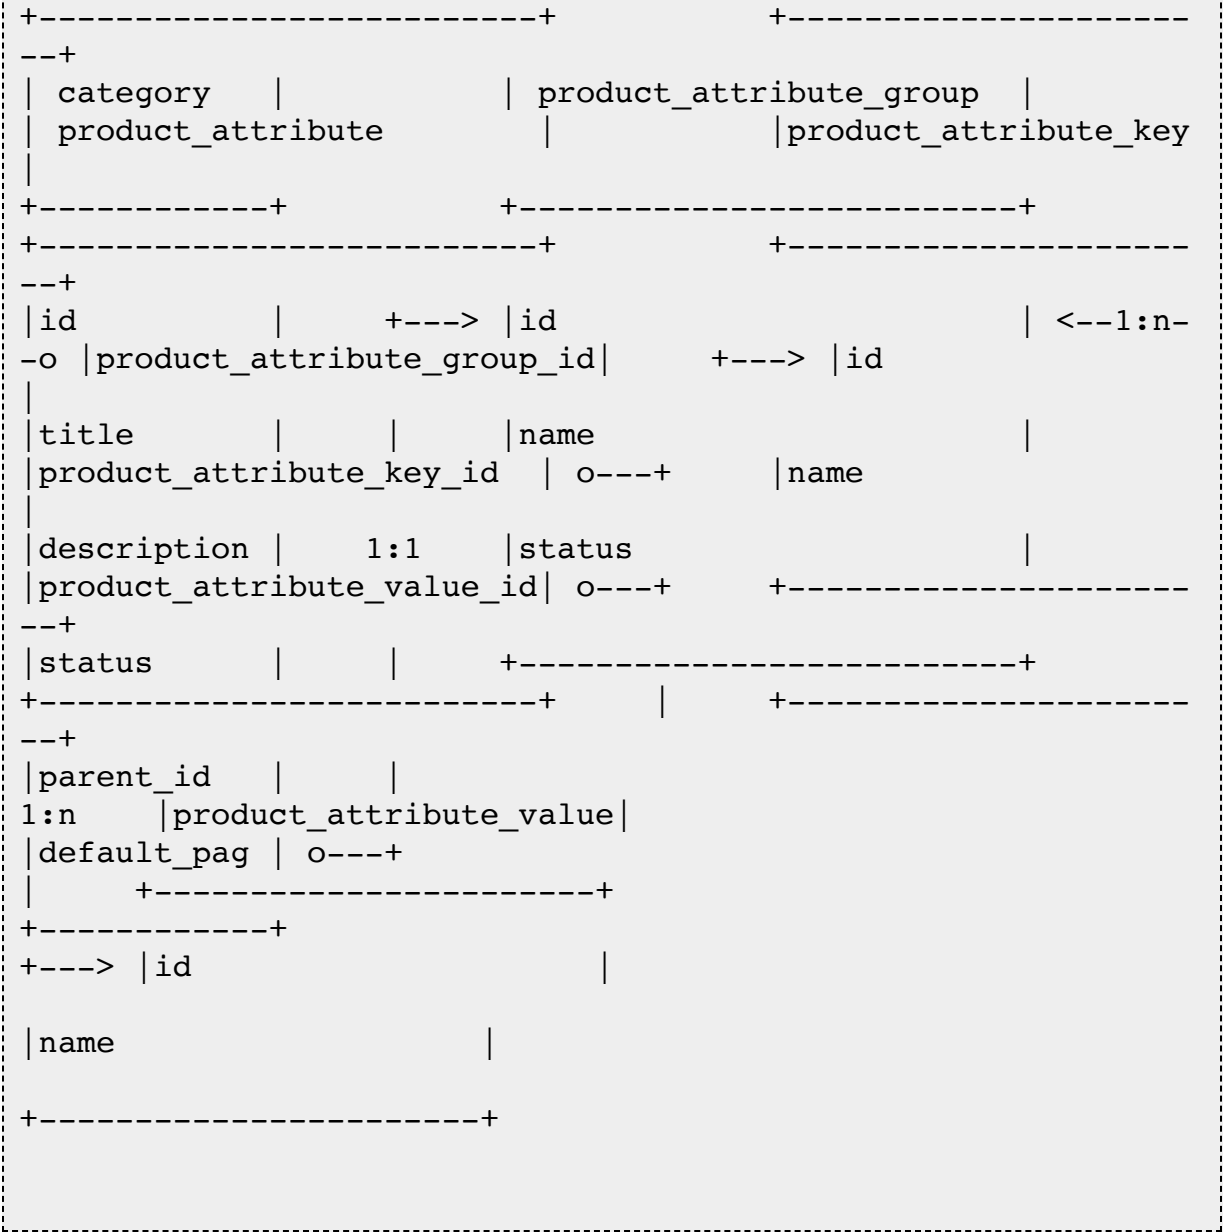 +--------------------------+           +---------------------
--+
| category   |            | product_attribute_group  |
| product_attribute        |           |product_attribute_key
|
+------------+           +--------------------------+
+--------------------------+           +---------------------
--+
|id          |     +---> |id                        | <--1:n-
-o |product_attribute_group_id|     +---> |id
|
|title       |     |     |name                      |
|product_attribute_key_id  | o---+     |name
|
|description |    1:1    |status                    |
|product_attribute_value_id| o---+     +---------------------
--+
|status      |     |     +--------------------------+
+--------------------------+     |     +---------------------
--+
|parent_id   |     |
1:n    |product_attribute_value|
|default_pag | o---+
|     +-----------------------+
+------------+
+---> |id                     |
|name                   |
+-----------------------+